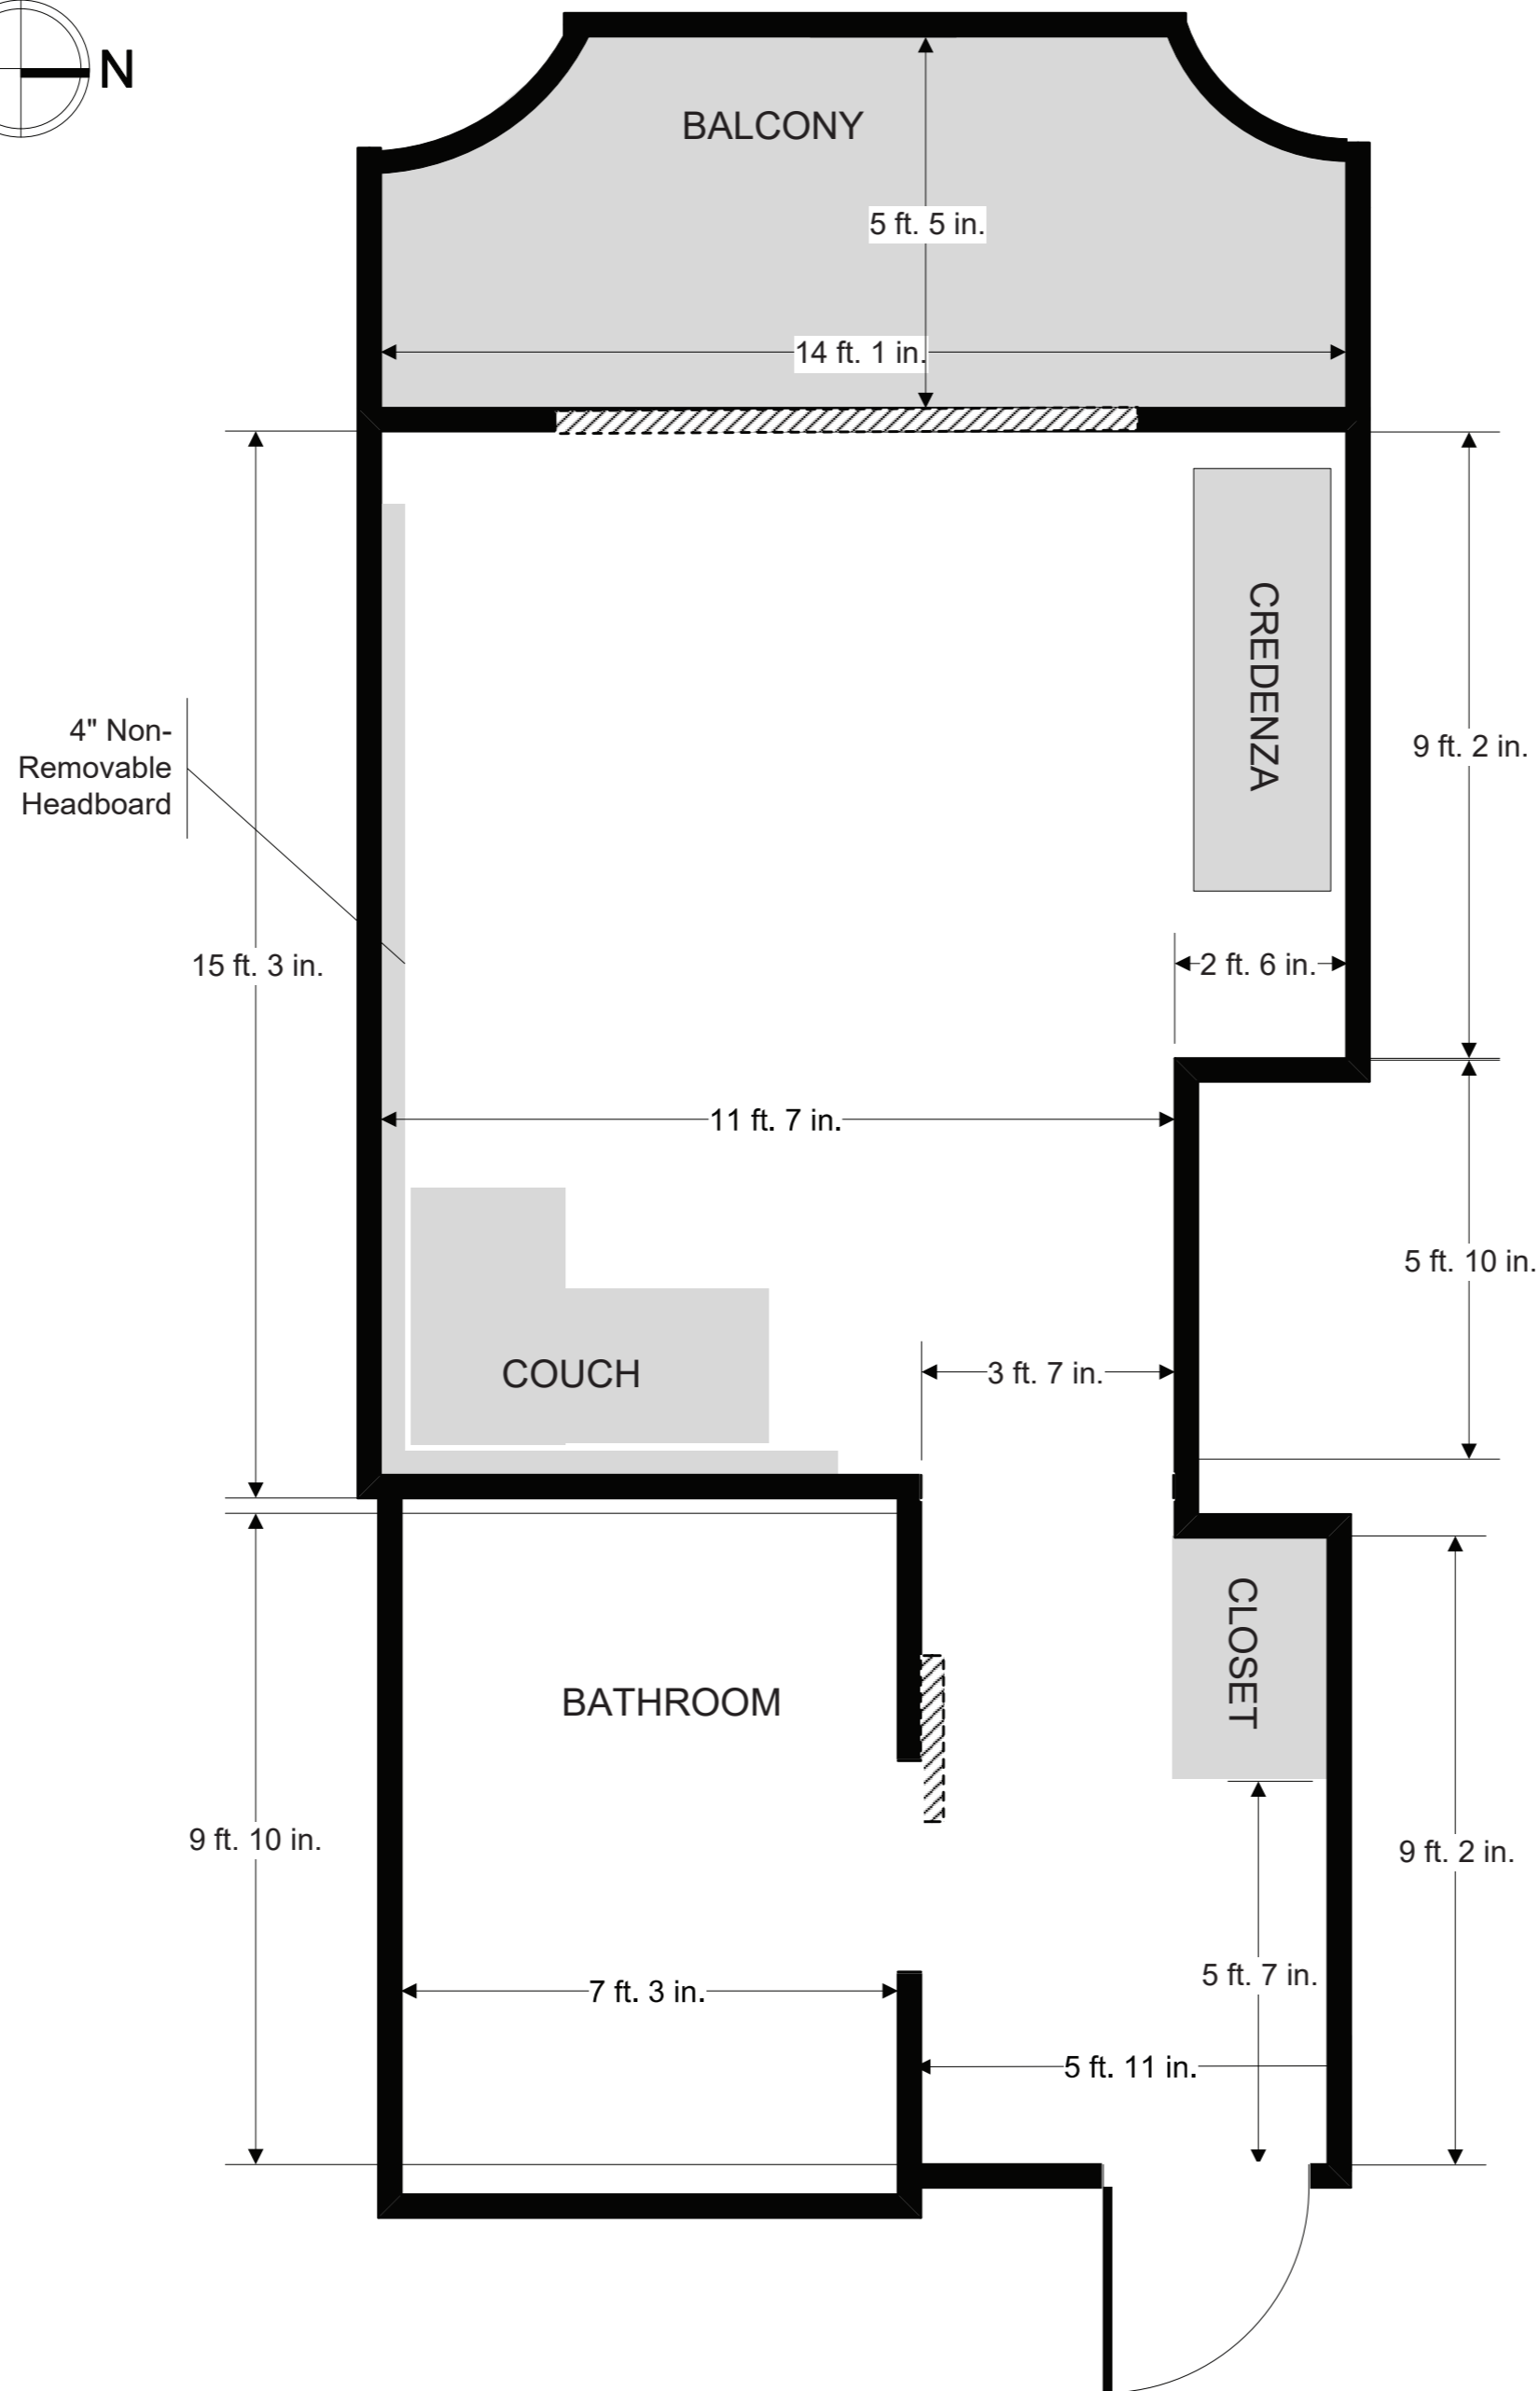 N
BALCONY
5 ft. 5 in.
14 ft. 1 in.
CREDENZA
4" Non-
Removable
Headboard
9 ft. 2 in.
15 ft. 3 in.
2 ft. 6 in.
11 ft. 7 in.
5 ft. 10 in.
COUCH
3 ft. 7 in.
CLOSET
BATHROOM
9 ft. 10 in.
9 ft. 2 in.
5 ft. 7 in.
7 ft. 3 in.
5 ft. 11 in.